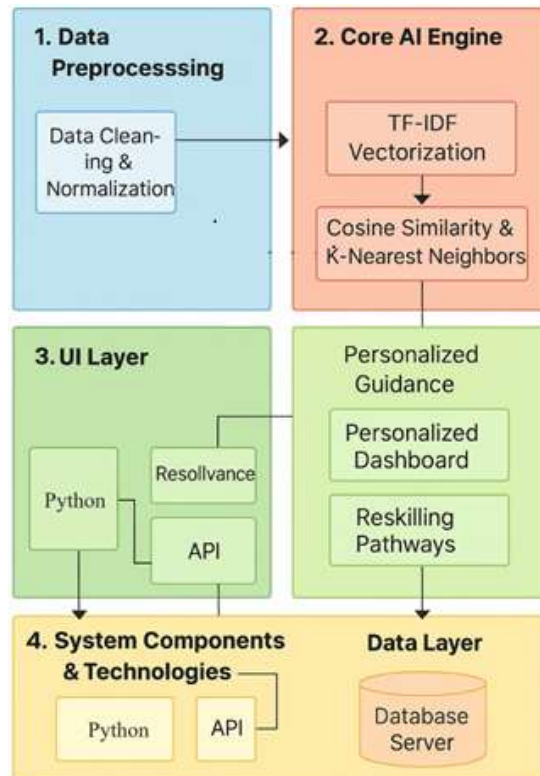 1. Data
Preprocesssing
Data Clean-
ing &
Normalization
2. Core AI Engine
TF-IDF
Vectorization
Cosine Similarity &
K-Nearest Neighbors
3. UI Layer
Python
Resollvance
API
Personalized
Guidance
Personalized
Dashboard
Reskilling
Pathways
4. System Components
& Technologies
Python
API
Data Layer
Database
Server